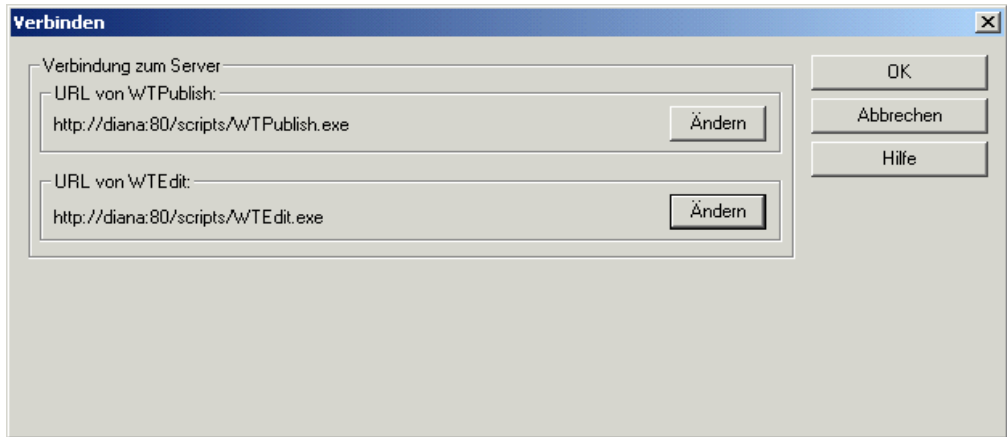 Verbinden
Verbindung zum Server
URL von WTPublish:
http://diana:80/scripts/WTPublish.exe
Ändern
URL von WTEdit:
http://diana:80/scripts/WTEdit.exe
Ändern
OK
Abbrechen
Hilfe